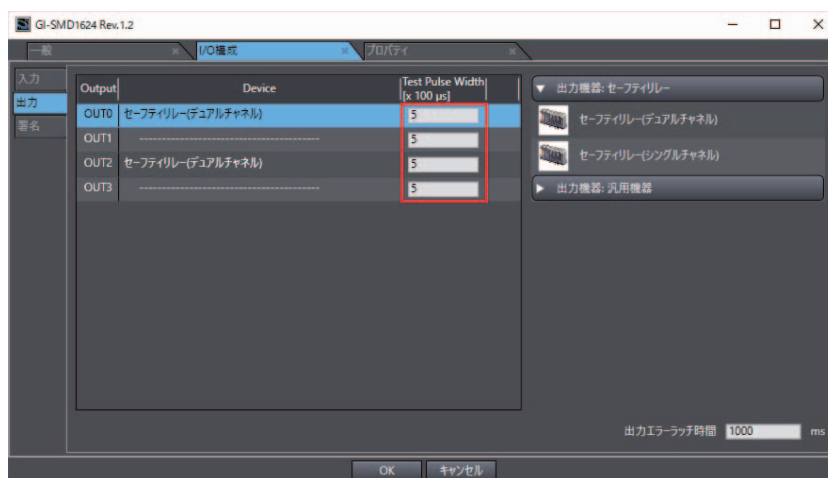 GI-SMD1624 Rev.1.2
一般
I/O構成
プロパティ
入力
出力
署名
Output Device Test Pulse Width [x 100 μs]
OUT0 セーフティリレー(デュアルチャネル) 5
OUT1 ---------------------------------------- 5
OUT2 セーフティリレー(デュアルチャネル) 5
OUT3 ---------------------------------------- 5
出力機器: セーフティリレー
セーフティリレー(デュアルチャネル)
セーフティリレー(シングルチャネル)
出力機器: 汎用機器
出力エラーラッチ時間 1000 ms
OK キャンセル